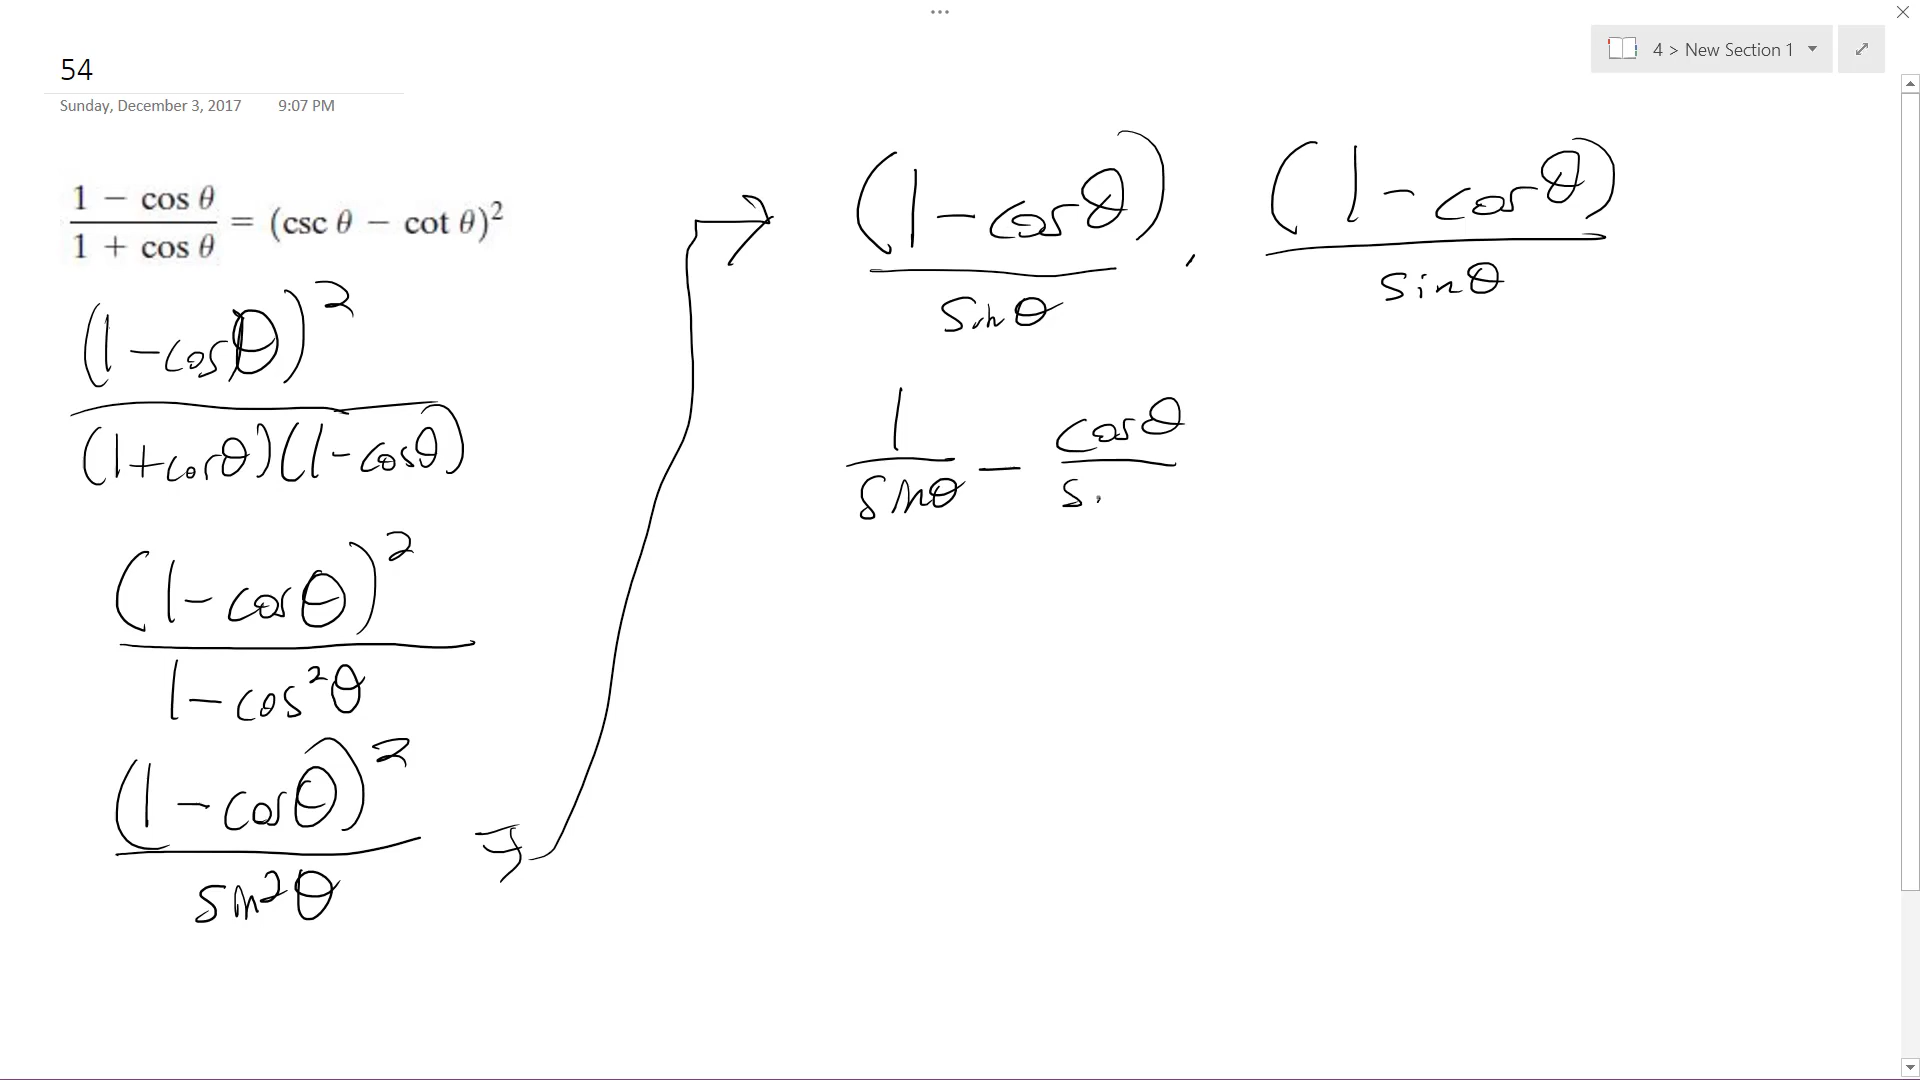 54
Sunday, December 3, 2017 9:07 PM
4 > New Section 1
(1 − cos θ)/(1 + cos θ) = (csc θ − cot θ)²
(1-cosθ)²
(1+cosθ)(1-cosθ)
(1-cosθ)²
1-cos²θ
(1-cosθ)²
sin²θ
(1-cosθ) . (1-cosθ)
sinθ sinθ
1 - cosθ
sinθ si